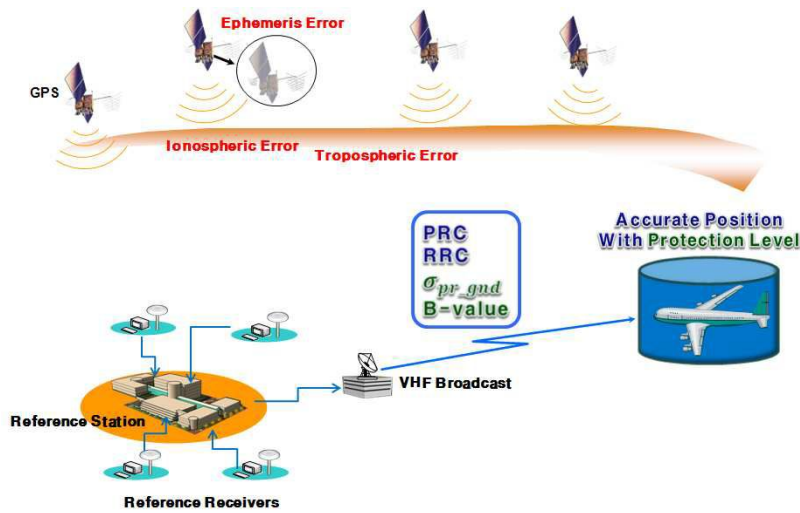 Ephemeris Error
GPS
Ionospheric Error
Tropospheric Error
PRC
RRC
σpr_gnd
B-value
Accurate Position
With Protection Level
VHF Broadcast
Reference Station
Reference Receivers